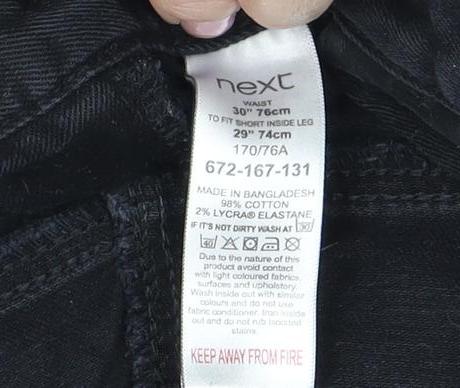 next
WAIST
30" 76cm
TO FIT SHORT INSIDE LEG
29" 74cm
170/76A
672-167-131
MADE IN BANGLADESH
98% COTTON
2% LYCRA® ELASTANE
IF IT'S NOT DIRTY WASH AT 30
40
Due to the nature of this
product avoid contact
with light coloured fabrics,
surfaces and upholstery.
Wash inside out with similar
colours and do not use
fabric conditioner. Iron inside
out and do not rub isolated
stains.
KEEP AWAY FROM FIRE